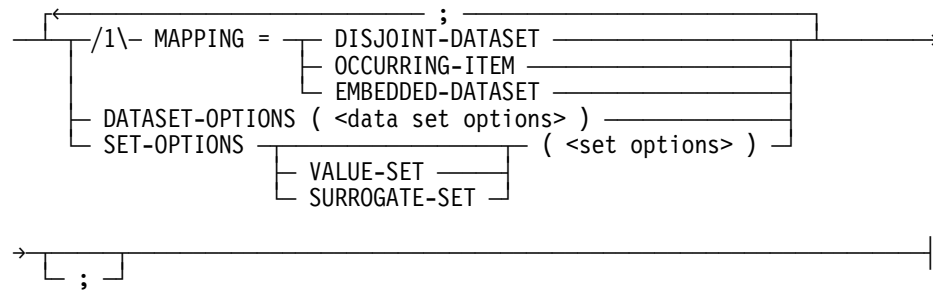 ;
/1\ MAPPING = DISJOINT-DATASET
OCCURRING-ITEM
EMBEDDED-DATASET
DATASET-OPTIONS ( <data set options> )
SET-OPTIONS ( <set options> )
VALUE-SET
SURROGATE-SET
;